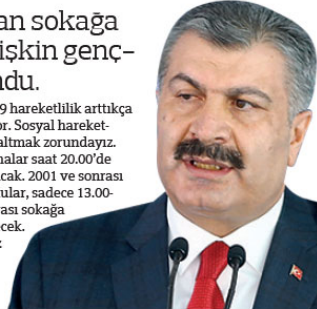 an sokağa
işkin genç-
ndu.
9 hareketlilik arttıkça
or. Sosyal hareket-
altmak zorundayız.
nalar saat 20.00’de
cak. 2001 ve sonrası
ular, sadece 13.00-
ası sokağa
ecek.